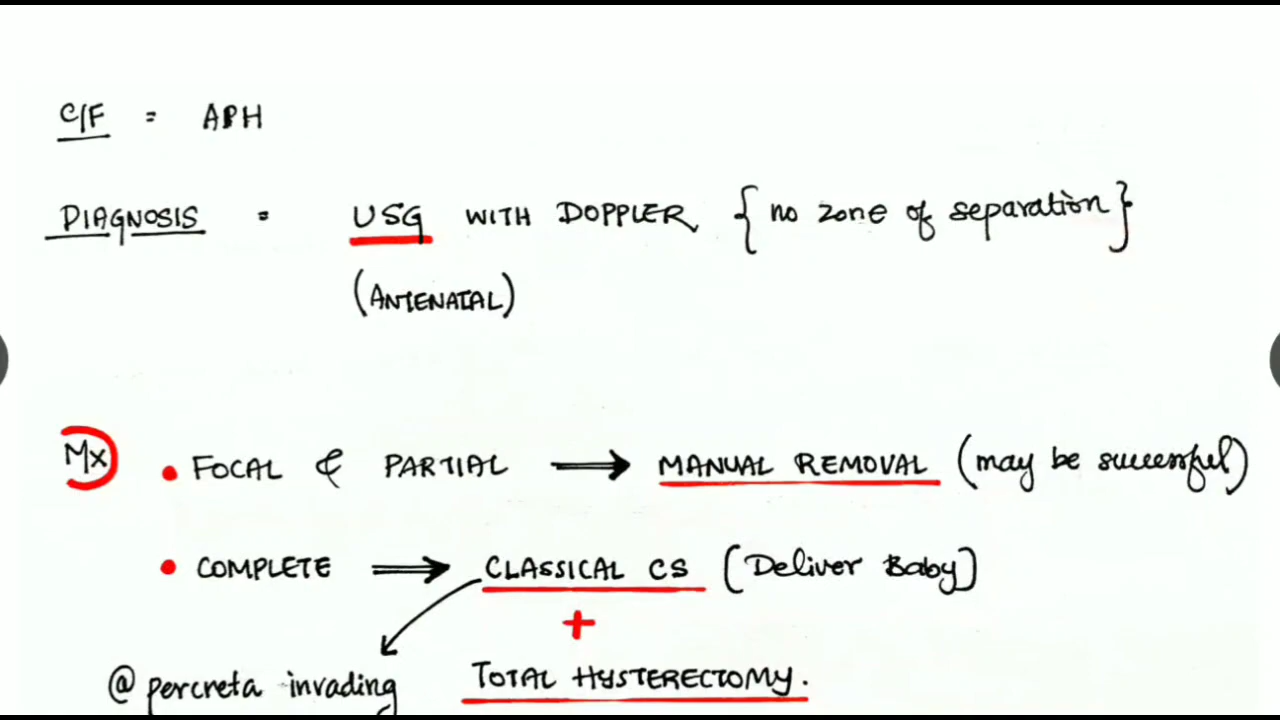 C/F = APH
DIAGNOSIS = USG WITH DOPPLER { no zone of separation }
(ANTENATAL)
Mx • FOCAL & PARTIAL ⟹ MANUAL REMOVAL (may be successful)
• COMPLETE ⟹ CLASSICAL CS [Deliver Baby]
+
@ percreta invading TOTAL HYSTERECTOMY.